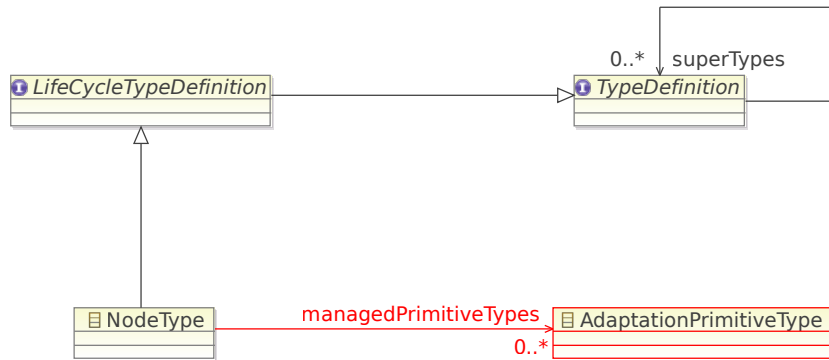 0..* superTypes
LifeCycleTypeDefinition
TypeDefinition
managedPrimitiveTypes
NodeType
AdaptationPrimitiveType
0..*